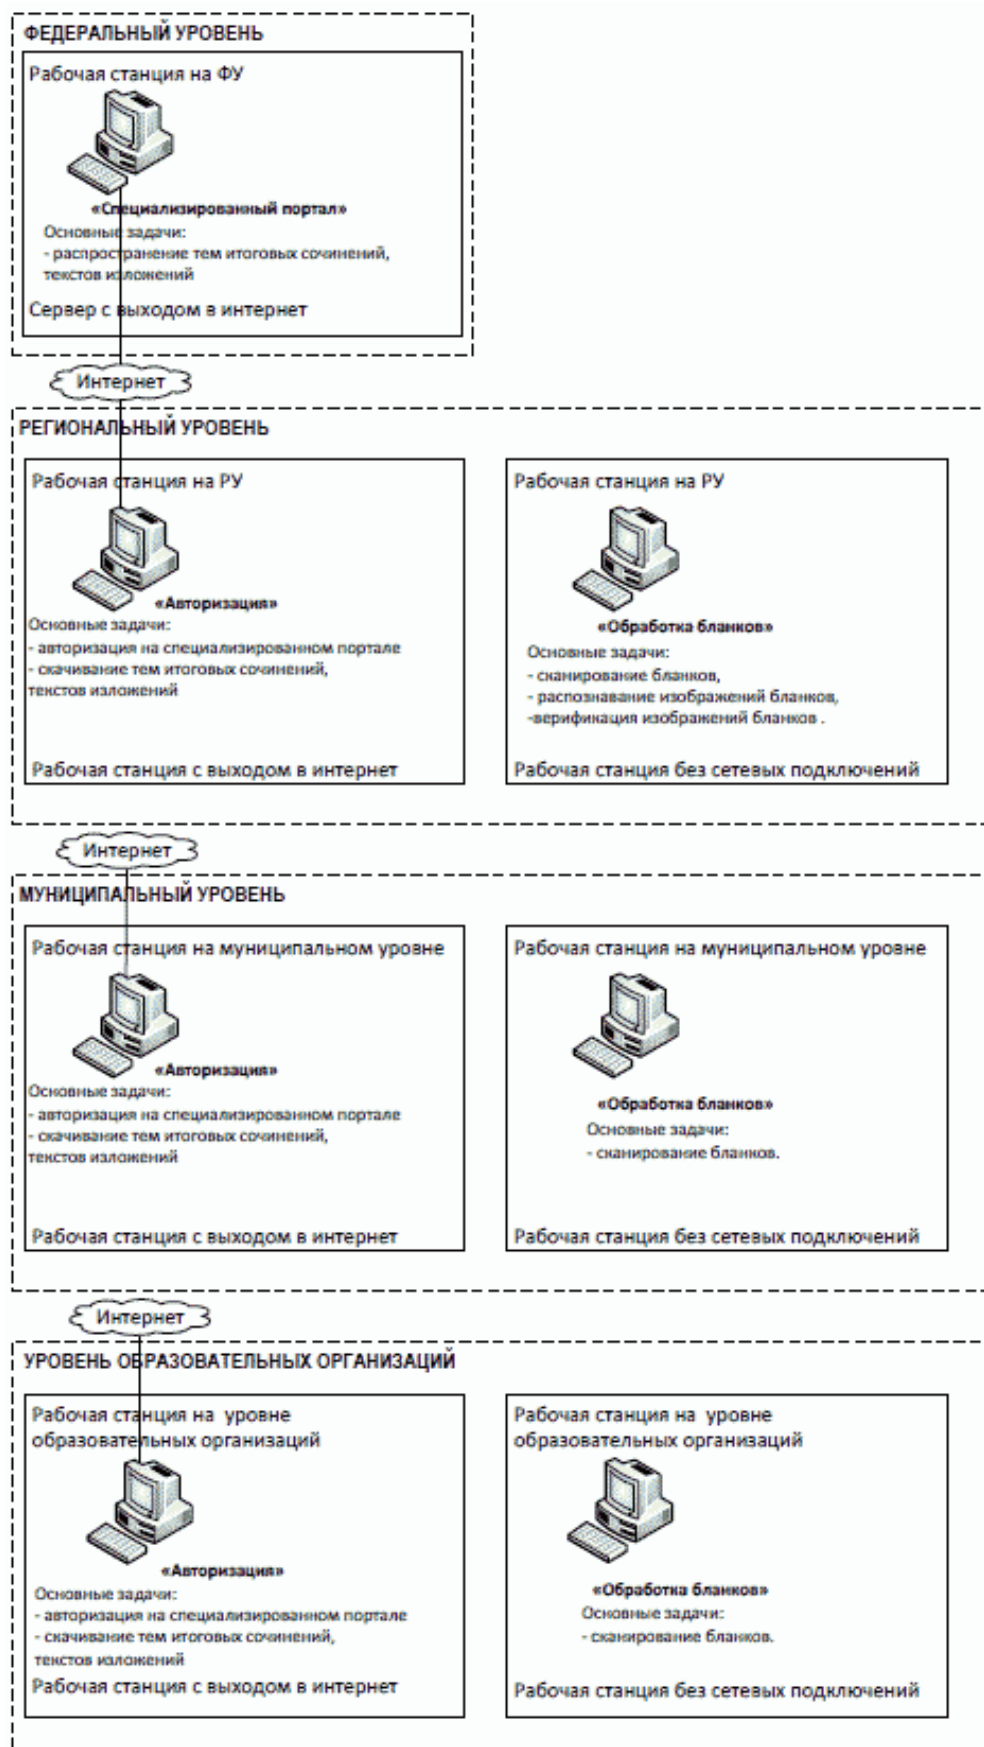 ФЕДЕРАЛЬНЫЙ УРОВЕНЬ
Рабочая станция на ФУ
«Специализированный портал»
Основные задачи:
- распространение тем итоговых сочинений,
текстов изложений
Сервер с выходом в интернет
Интернет
РЕГИОНАЛЬНЫЙ УРОВЕНЬ
Рабочая станция на РУ
«Авторизация»
Основные задачи:
- авторизация на специализированном портале
- скачивание тем итоговых сочинений,
текстов изложений
Рабочая станция с выходом в интернет
Рабочая станция на РУ
«Обработка бланков»
Основные задачи:
- сканирование бланков,
- распознавание изображений бланков,
-верификация изображений бланков .
Рабочая станция без сетевых подключений
Интернет
МУНИЦИПАЛЬНЫЙ УРОВЕНЬ
Рабочая станция на муниципальном уровне
«Авторизация»
Основные задачи:
- авторизация на специализированном портале
- скачивание тем итоговых сочинений,
текстов изложений
Рабочая станция с выходом в интернет
Рабочая станция на муниципальном уровне
«Обработка бланков»
Основные задачи:
- сканирование бланков.
Рабочая станция без сетевых подключений
Интернет
УРОВЕНЬ ОБРАЗОВАТЕЛЬНЫХ ОРГАНИЗАЦИЙ
Рабочая станция на уровне
образовательных организаций
«Авторизация»
Основные задачи:
- авторизация на специализированном портале
- скачивание тем итоговых сочинений,
текстов изложений
Рабочая станция с выходом в интернет
Рабочая станция на уровне
образовательных организаций
«Обработка бланков»
Основные задачи:
- сканирование бланков.
Рабочая станция без сетевых подключений